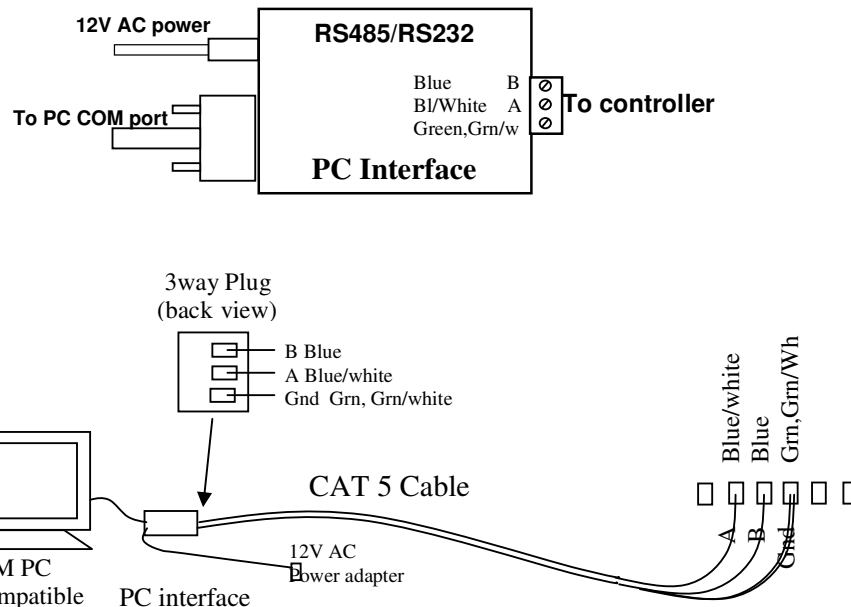 12V AC power
RS485/RS232
Blue B
Bl/White A
Green,Grn/w
To controller
To PC COM port
PC Interface
3way Plug
(back view)
B Blue
A Blue/white
Gnd Grn, Grn/white
Blue/white
Blue
Grn,Grn/Wh
CAT 5 Cable
A
B
Gnd
12V AC
Power adapter
PC
PC interface